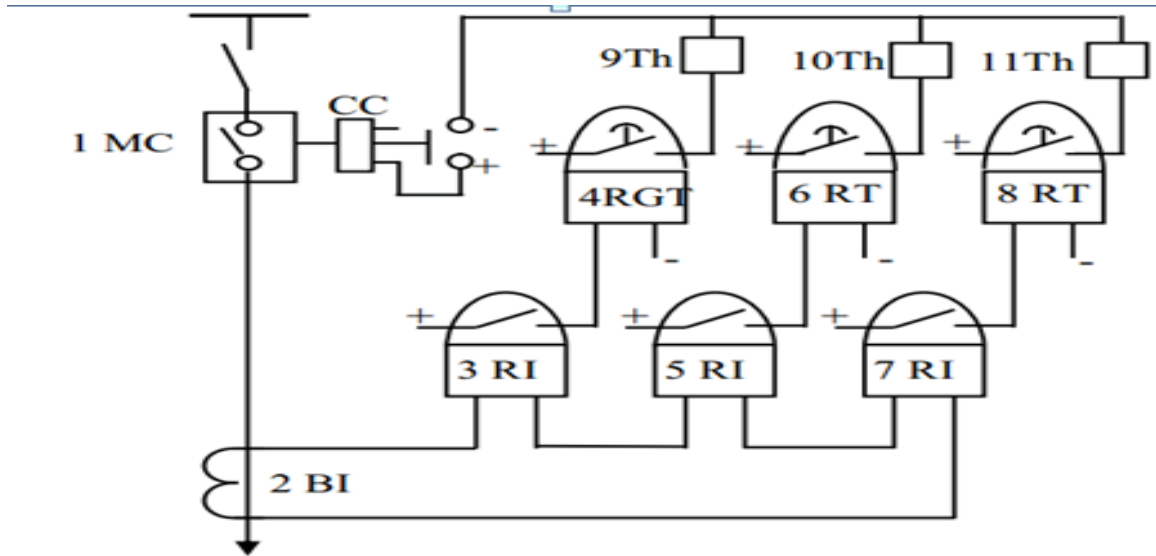 9Th
10Th
11Th
CC
1 MC
-
+
+
+
+
4RGT
6 RT
8 RT
-
-
-
+
+
+
3 RI
5 RI
7 RI
2 BI